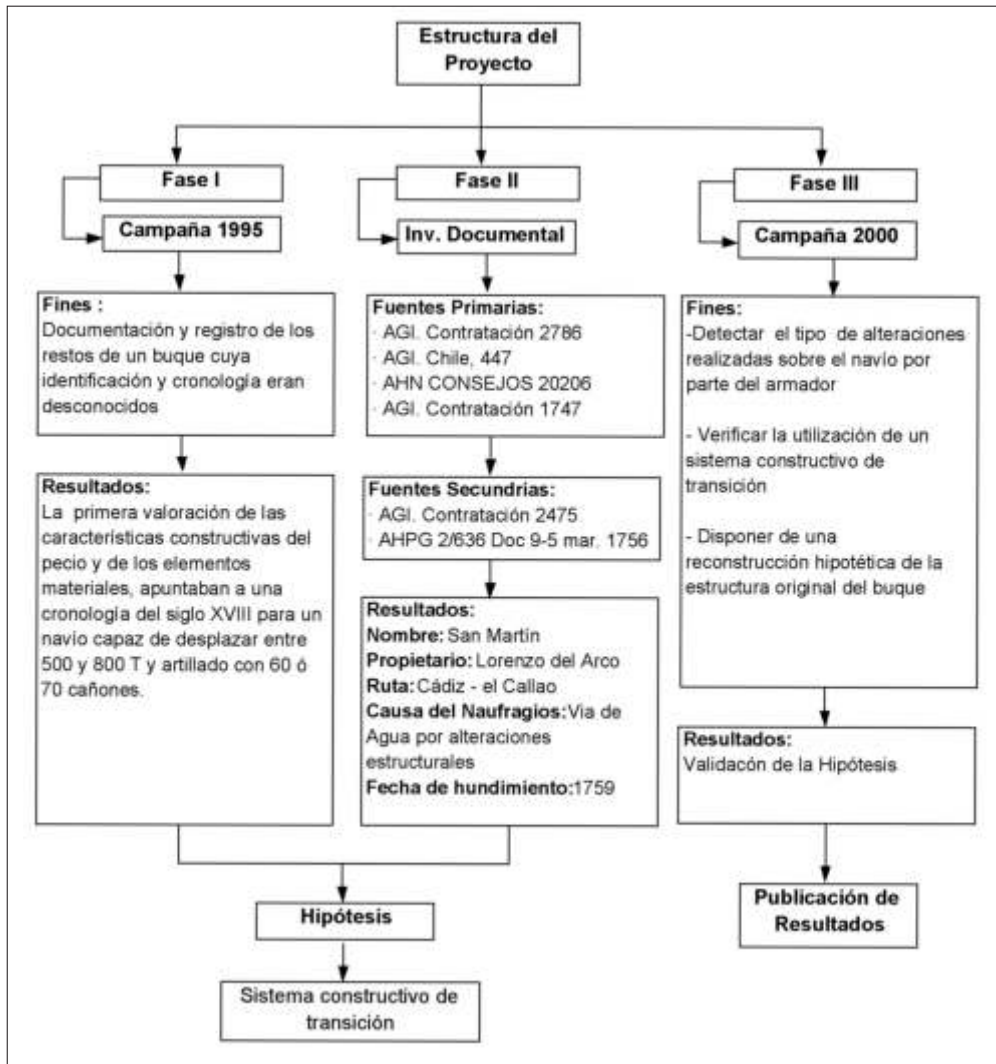 Estructura del
Proyecto
Fase I
Campaña 1995
Fines :
Documentación y registro de los
restos de un buque cuya
identificación y cronología eran
desconocidos
Resultados:
La primera valoración de las
características constructivas del
pecio y de los elementos
materiales, apuntaban a una
cronología del siglo XVIII para un
navío capaz de desplazar entre
500 y 800 T y artillado con 60 ó
70 cañones.
Fase II
Inv. Documental
Fuentes Primarias:
· AGI. Contratación 2786
· AGI. Chile, 447
· AHN CONSEJOS 20206
· AGI. Contratación 1747
Fuentes Secundrias:
· AGI. Contratación 2475
· AHPG 2/636 Doc 9-5 mar. 1756
Resultados:
Nombre: San Martín
Propietario: Lorenzo del Arco
Ruta: Cádiz - el Callao
Causa del Naufragios:Via de
Agua por alteraciones
estructurales
Fecha de hundimiento:1759
Hipótesis
Sistema constructivo de
transición
Fase III
Campaña 2000
Fines:
-Detectar el tipo de alteraciones
realizadas sobre el navío por
parte del armador
- Verificar la utilización de un
sistema constructivo de
transición
- Disponer de una
reconstrucción hipotética de la
estructura original del buque
Resultados:
Validacón de la Hipótesis
Publicación de
Resultados